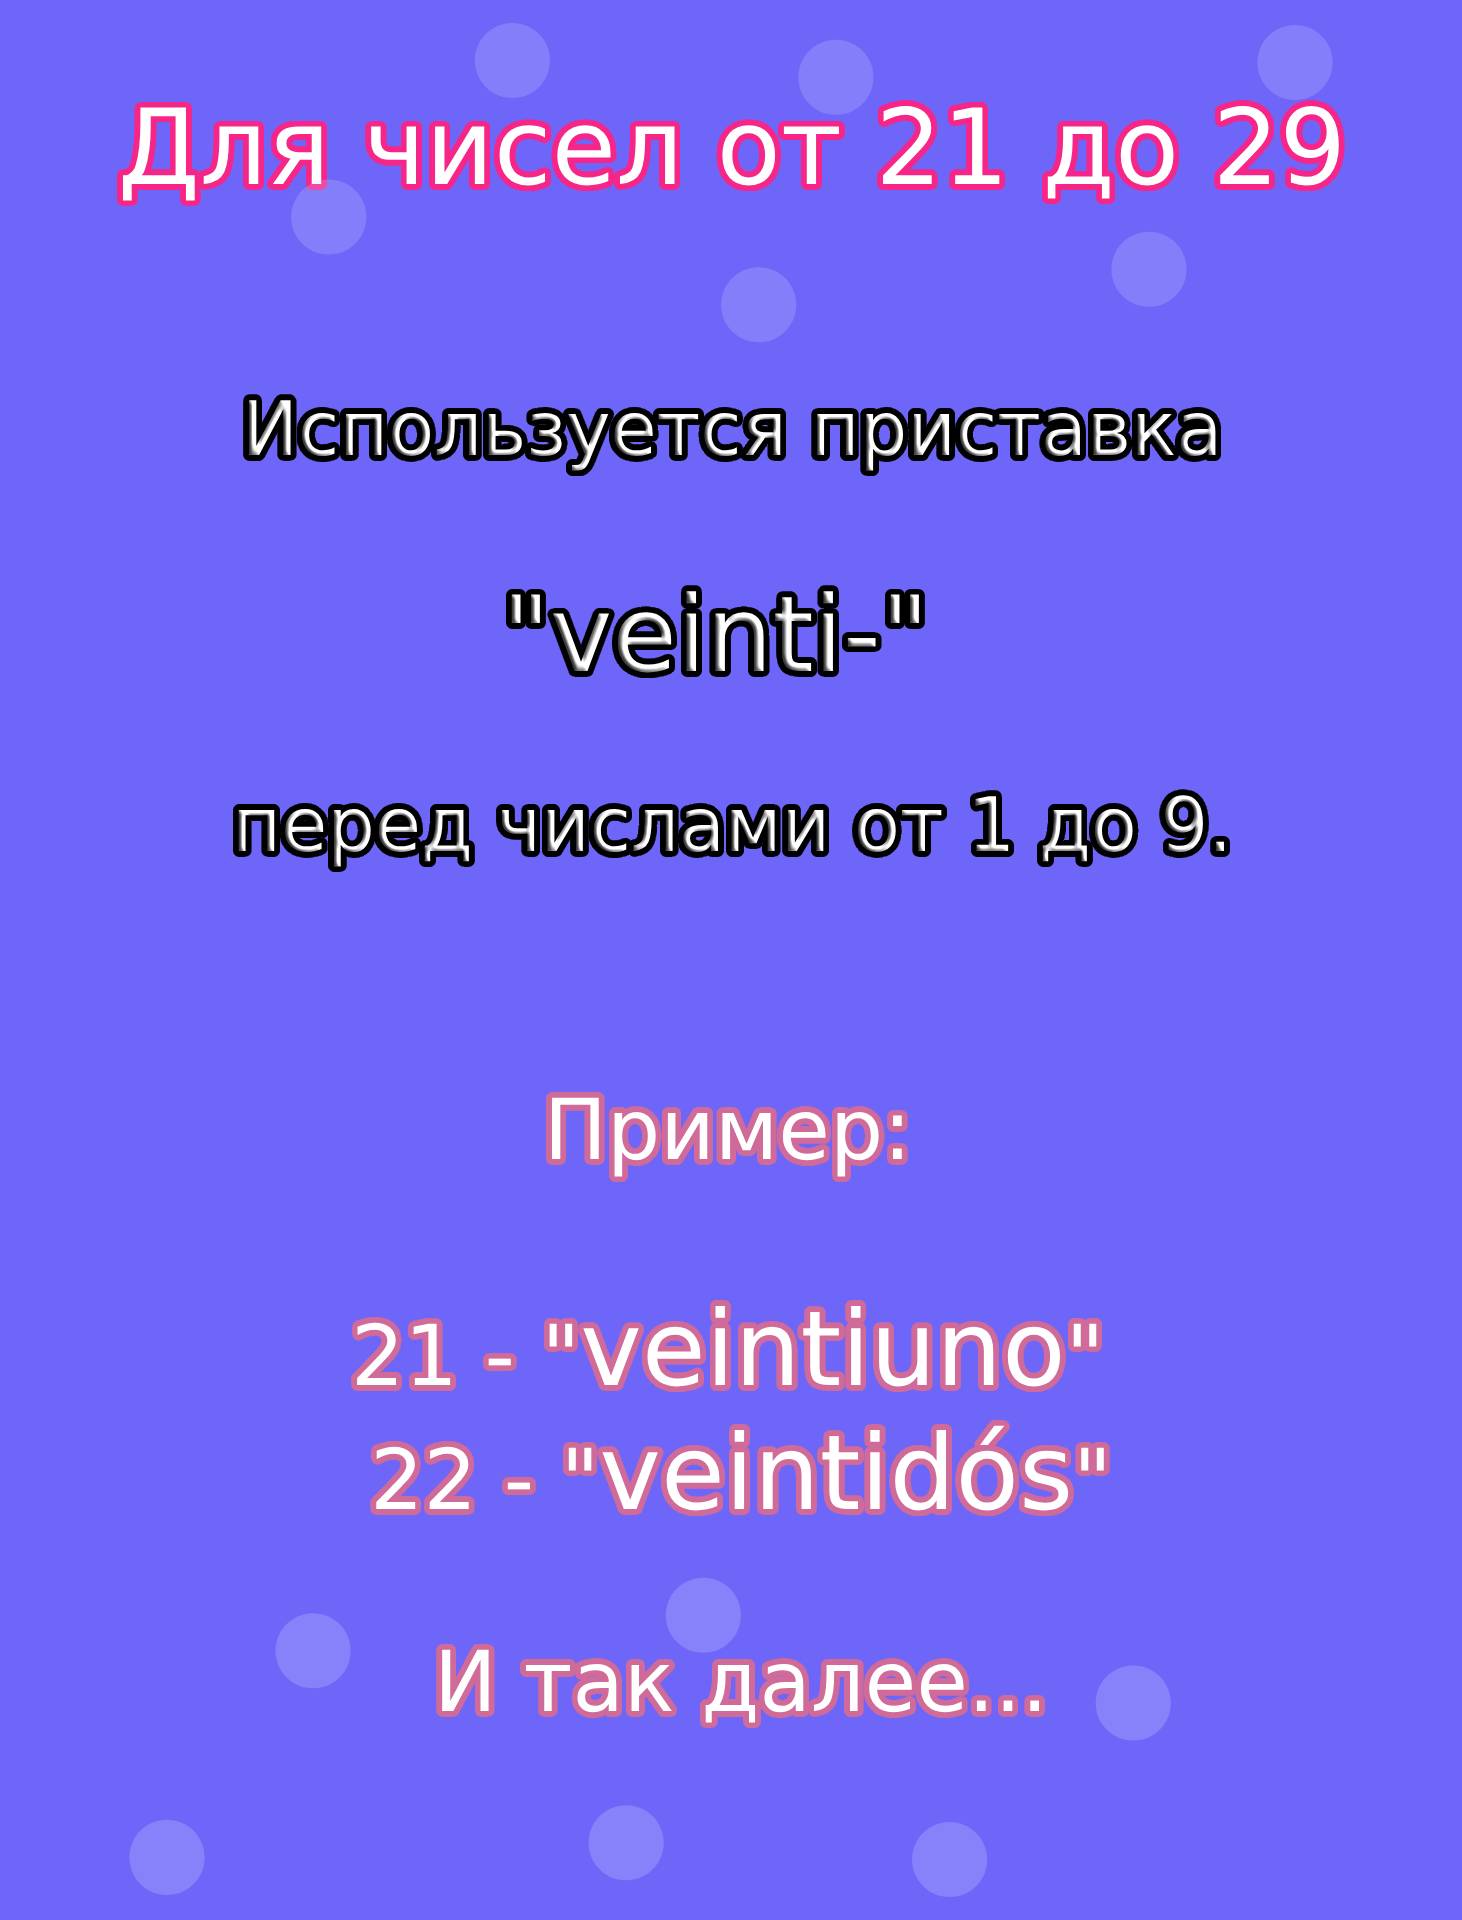 Для чисел от 21 до 29
Используется приставка
"veinti-"
перед числами от 1 до 9.
Пример:
21 - "veintiuno"
22 - "veintidós"
И так далее...